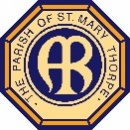 · THE PARISH OF ST. MARY THORPE ·